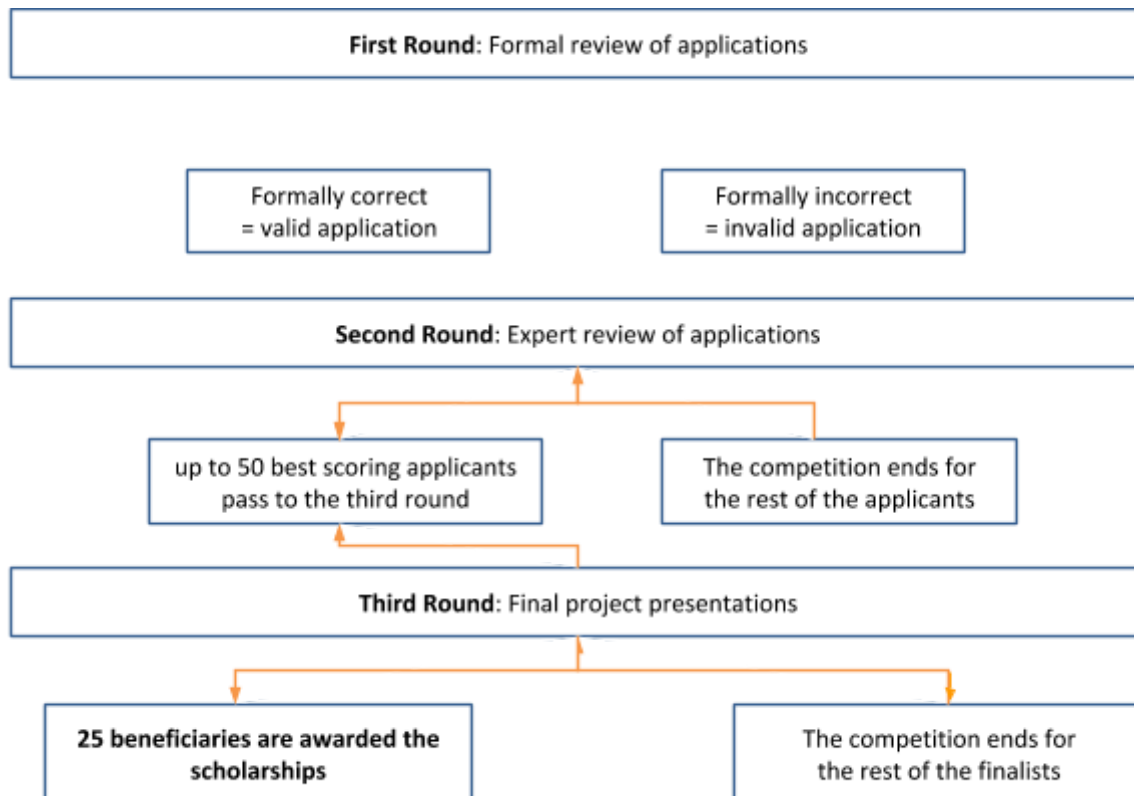 First Round: Formal review of applications
Formally correct
= valid application
Formally incorrect
= invalid application
Second Round: Expert review of applications
up to 50 best scoring applicants
pass to the third round
The competition ends for
the rest of the applicants
Third Round: Final project presentations
25 beneficiaries are awarded the
scholarships
The competition ends for
the rest of the finalists